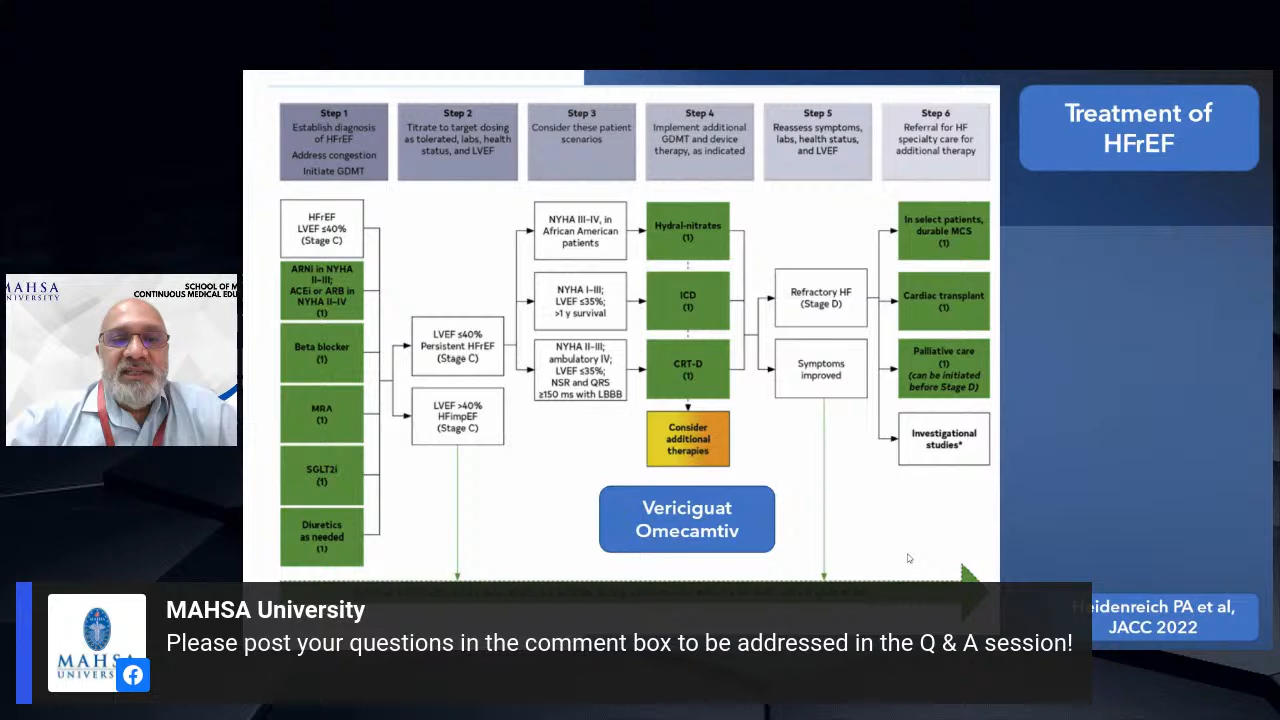 Treatment of
HFrEF
Step 1
Establish diagnosis
of HFrEF
Address congestion
Initiate GDMT
Step 2
Titrate to target dosing
as tolerated, labs, health
status, and LVEF
Step 3
Consider these patient
scenarios
Step 4
Implement additional
GDMT and device
therapy, as indicated
Step 5
Reassess symptoms,
labs, health status,
and LVEF
Step 6
Referral for HF
specialty care for
additional therapy
HFrEF
LVEF ≤40%
(Stage C)
ARNi in NYHA
II–III;
ACEi or ARB in
NYHA II–IV
(1)
Beta blocker
(1)
MRA
(1)
SGLT2i
(1)
Diuretics
as needed
(1)
LVEF ≤40%
Persistent HFrEF
(Stage C)
LVEF >40%
HFimpEF
(Stage C)
NYHA III–IV, in
African American
patients
NYHA I–III;
LVEF ≤35%;
>1 y survival
NYHA II–III;
ambulatory IV;
LVEF ≤35%;
NSR and QRS
≥150 ms with LBBB
Hydral-nitrates
(1)
ICD
(1)
CRT-D
(1)
Consider
additional
therapies
Refractory HF
(Stage D)
Symptoms
improved
In select patients,
durable MCS
(1)
Cardiac transplant
(1)
Palliative care
(1)
(can be initiated
before Stage D)
Investigational
studies*
Vericiguat
Omecamtiv
Heidenreich PA et al,
JACC 2022
MAHSA
UNIVERSITY
SCHOOL OF M
CONTINUOUS MEDICAL EDU
MAHSA University
Please post your questions in the comment box to be addressed in the Q & A session!
MAHSA
UNIVERS